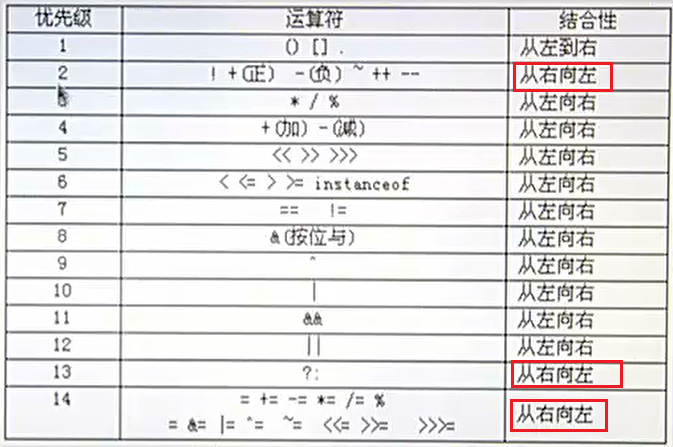 优先级 运算符 结合性
1 () [] . 从左到右
2 ! +(正) -(负) ~ ++ -- 从右向左
3 * / % 从左向右
4 +(加) -(减) 从左向右
5 << >> >>> 从左向右
6 < <= > >= instanceof 从左向右
7 == != 从左向右
8 &(按位与) 从左向右
9 ^ 从左向右
10 | 从左向右
11 && 从左向右
12 || 从左向右
13 ?: 从右向左
14 = += -= *= /= %
= &= |= ^= ~= <<= >>= >>>= 从右向左